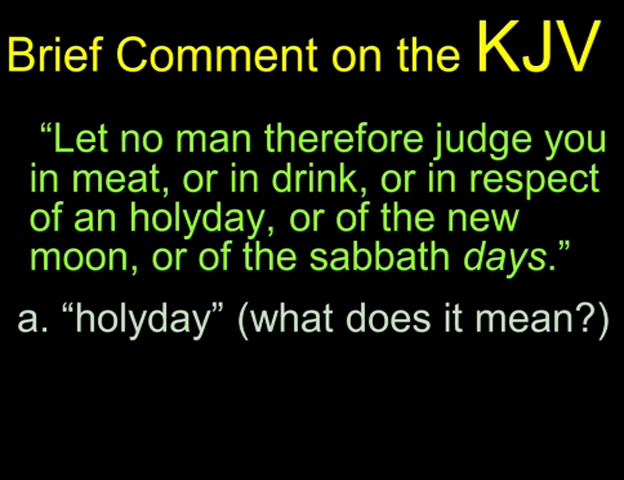 Brief Comment on the KJV
“Let no man therefore judge you
in meat, or in drink, or in respect
of an holyday, or of the new
moon, or of the sabbath days.”
a. “holyday” (what does it mean?)